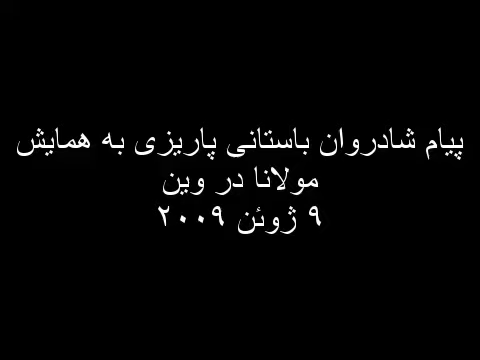 پیام شادروان باستانی پاریزی به همایش
مولانا در وین
۹ ژوئن ۲۰۰۹